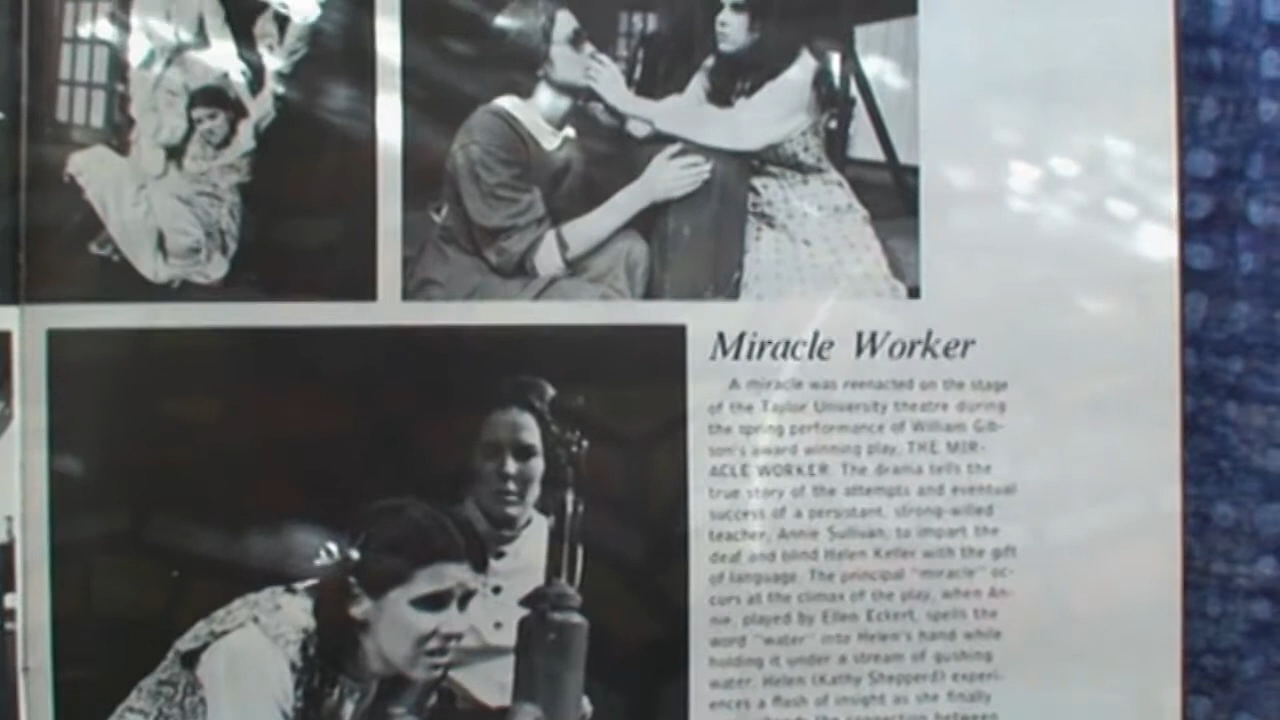 Miracle Worker
A miracle was reenacted on the stage
of the Taylor University theatre during
the spring performance of William Gib-
son's award winning play, THE MIR-
ACLE WORKER. The drama tells the
true story of the attempts and eventual
success of a persistant, strong-willed
teacher, Annie Sullivan, to impart the
deaf and blind Helen Keller with the gift
of language. The principal "miracle" oc-
curs at the climax of the play, when An-
nie, played by Ellen Eckert, spells the
word "water" into Helen's hand while
holding it under a stream of gushing
water. Helen (Kathy Shepperd) experi-
ences a flash of insight as she finally
the connection between